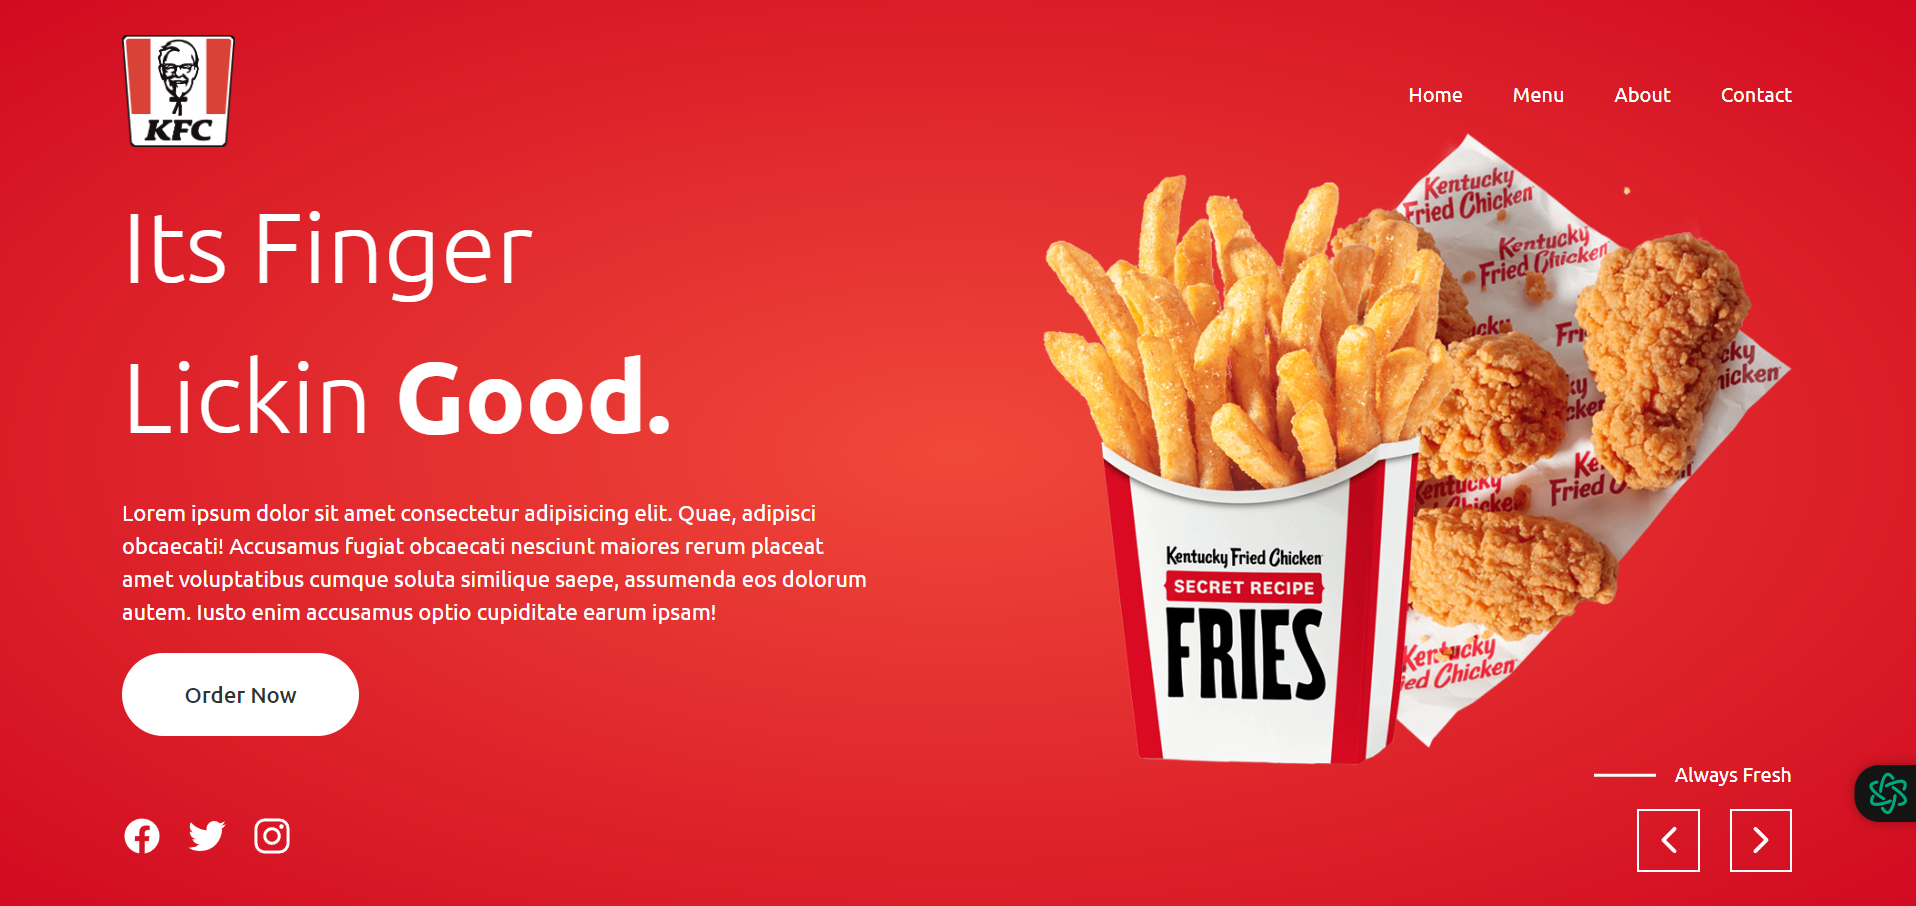 KFC
Home Menu About Contact
Its Finger
Lickin Good.
Lorem ipsum dolor sit amet consectetur adipisicing elit. Quae, adipisci
obcaecati! Accusamus fugiat obcaecati nesciunt maiores rerum placeat
amet voluptatibus cumque soluta similique saepe, assumenda eos dolorum
autem. Iusto enim accusamus optio cupiditate earum ipsam!
Order Now
Kentucky
Fried Chicken
Kentucky
Fried Chicken
Kentucky Fried Chicken
SECRET RECIPE
FRIES
Kentucky
Chicken
Always Fresh